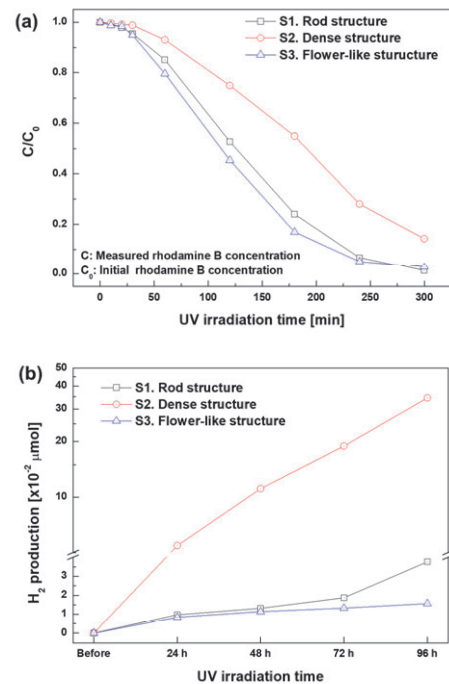 (a)
S1. Rod structure
S2. Dense structure
S3. Flower-like sturucture
1.0
0.8
0.6
0.4
0.2
0.0
C/C0
C: Measured rhodamine B concentration
C0: Initial rhodamine B concentration
0 50 100 150 200 250 300
UV irradiation time [min]
(b)
S1. Rod structure
S2. Dense structure
S3. Flower-like structure
50
40
30
20
10
3
2
1
0
H2 production [x10-2 μmol]
Before 24 h 48 h 72 h 96 h
UV irradiation time